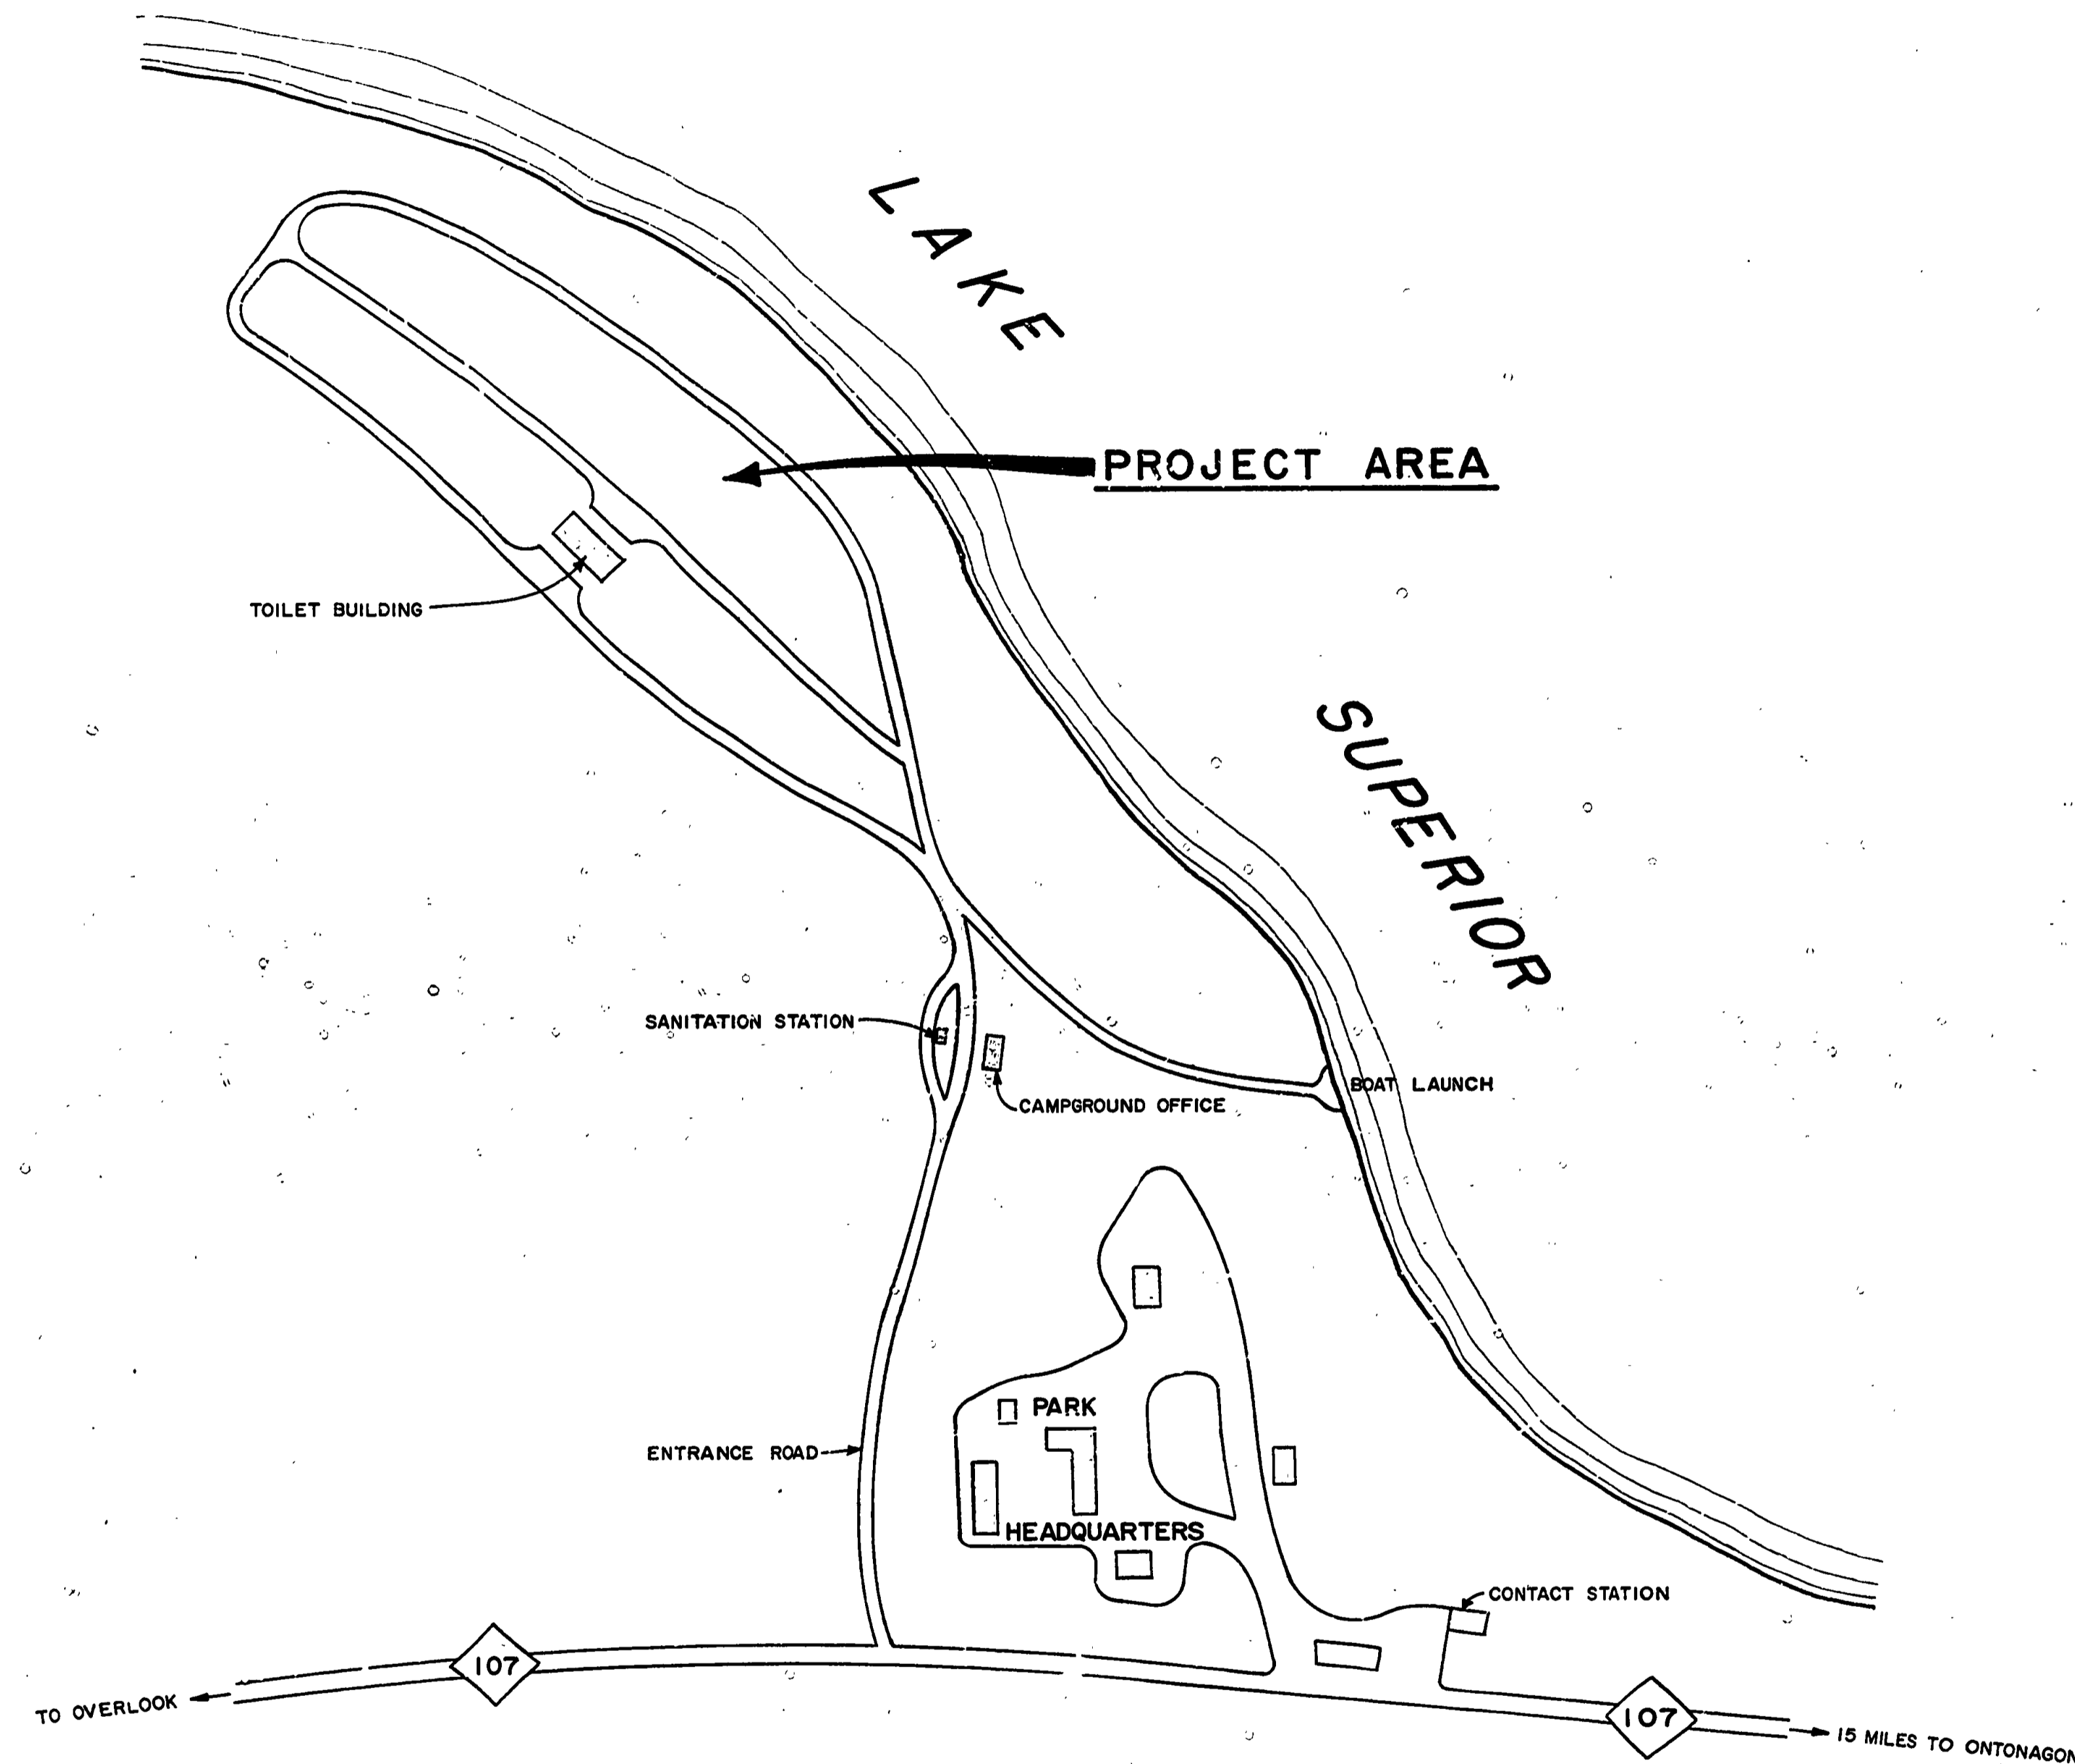 LAKE
PROJECT AREA
TOILET BUILDING
SUPERIOR
SANITATION STATION
BOAT LAUNCH
CAMPGROUND OFFICE
PARK
ENTRANCE ROAD
HEADQUARTERS
CONTACT STATION
107
TO OVERLOOK
107
15 MILES TO ONTONAGON